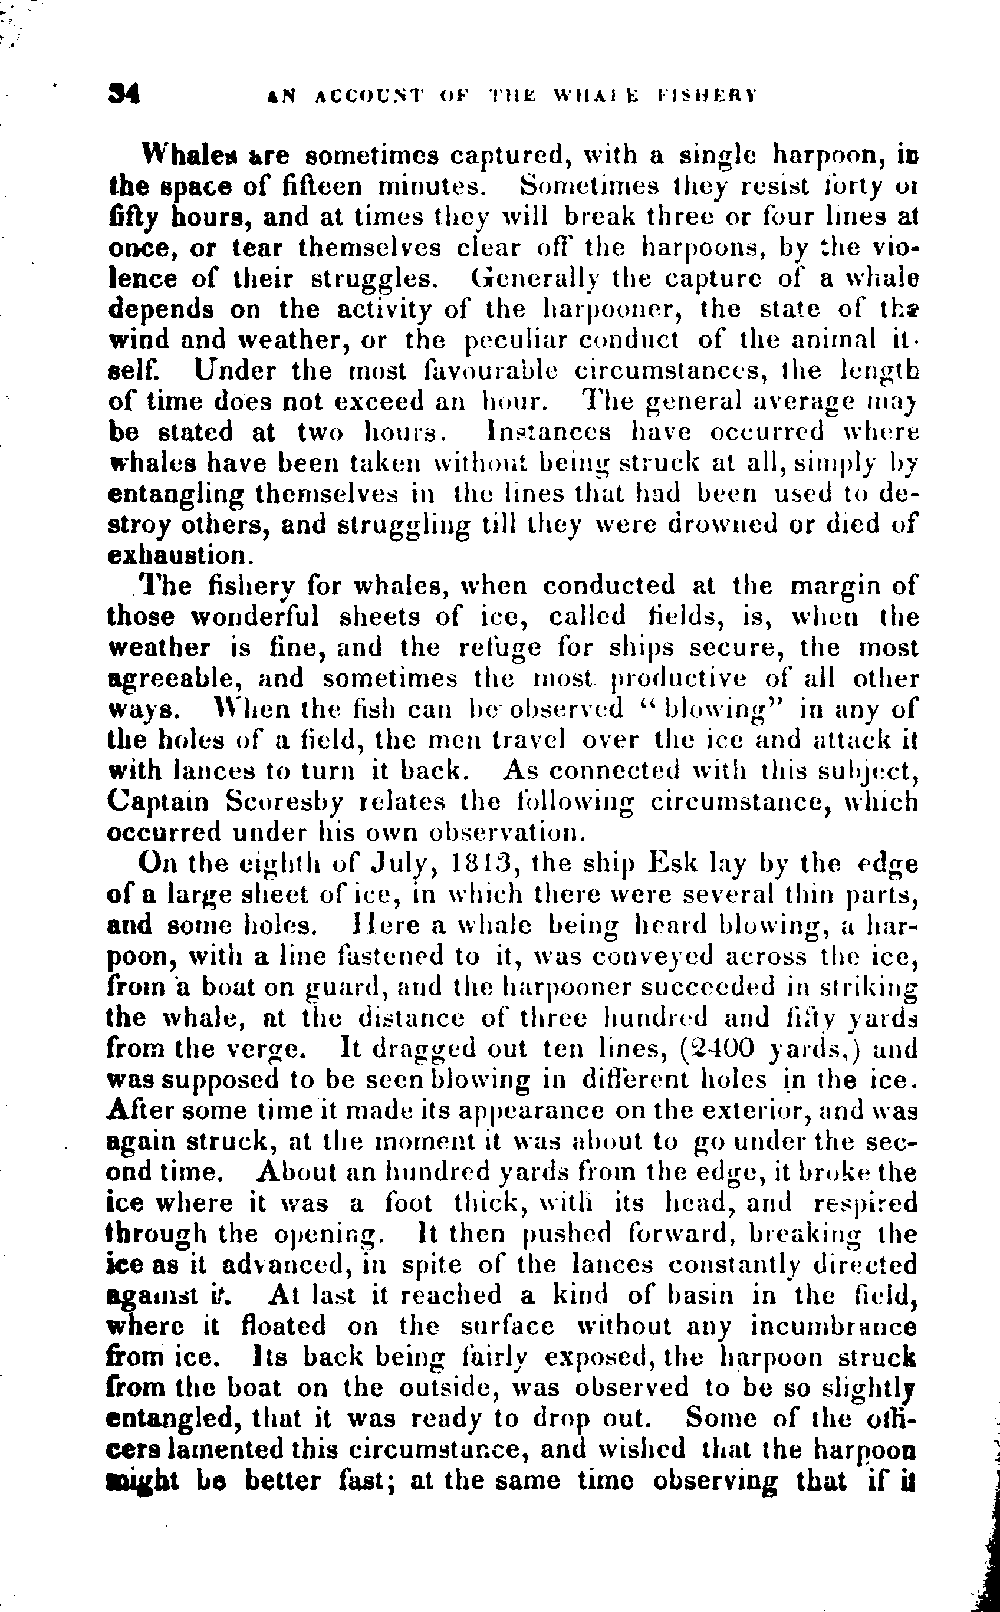 34 AN ACCOUNT OF THE WHALE FISHERY
Whales are sometimes captured, with a single harpoon, in
the space of fifteen minutes. Sometimes they resist forty or
fifty hours, and at times they will break three or four lines at
once, or tear themselves clear off the harpoons, by the vio-
lence of their struggles. Generally the capture of a whale
depends on the activity of the harpooner, the state of the
wind and weather, or the peculiar conduct of the animal it-
self. Under the most favourable circumstances, the length
of time does not exceed an hour. The general average may
be stated at two hours. Instances have occurred where
whales have been taken without being struck at all, simply by
entangling themselves in the lines that had been used to de-
stroy others, and struggling till they were drowned or died of
exhaustion.
The fishery for whales, when conducted at the margin of
those wonderful sheets of ice, called fields, is, when the
weather is fine, and the refuge for ships secure, the most
agreeable, and sometimes the most productive of all other
ways. When the fish can be observed “blowing” in any of
the holes of a field, the men travel over the ice and attack it
with lances to turn it back. As connected with this subject,
Captain Scoresby relates the following circumstance, which
occurred under his own observation.
On the eighth of July, 1813, the ship Esk lay by the edge
of a large sheet of ice, in which there were several thin parts,
and some holes. Here a whale being heard blowing, a har-
poon, with a line fastened to it, was conveyed across the ice,
from a boat on guard, and the harpooner succeeded in striking
the whale, at the distance of three hundred and fifty yards
from the verge. It dragged out ten lines, (2400 yards,) and
was supposed to be seen blowing in different holes in the ice.
After some time it made its appearance on the exterior, and was
again struck, at the moment it was about to go under the sec-
ond time. About an hundred yards from the edge, it broke the
ice where it was a foot thick, with its head, and respired
through the opening. It then pushed forward, breaking the
ice as it advanced, in spite of the lances constantly directed
against it. At last it reached a kind of basin in the field,
where it floated on the surface without any incumbrance
from ice. Its back being fairly exposed, the harpoon struck
from the boat on the outside, was observed to be so slightly
entangled, that it was ready to drop out. Some of the offi-
cers lamented this circumstance, and wished that the harpoon
might be better fast; at the same time observing that if it